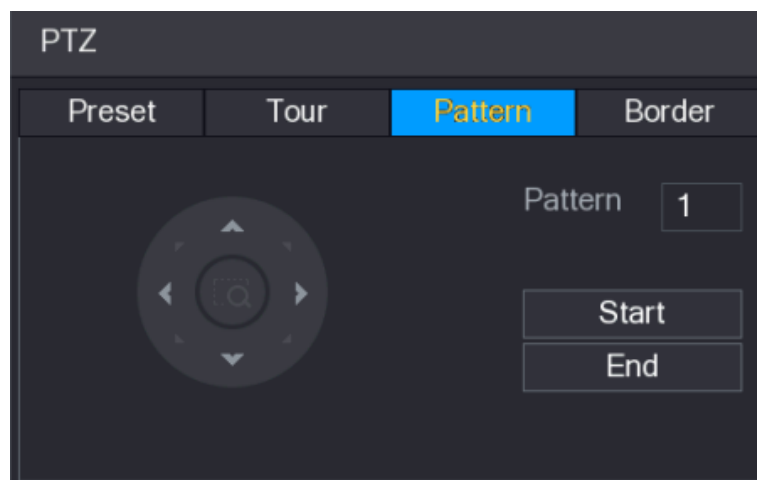 PTZ
Preset Tour Pattern Border
Pattern 1
Start
End